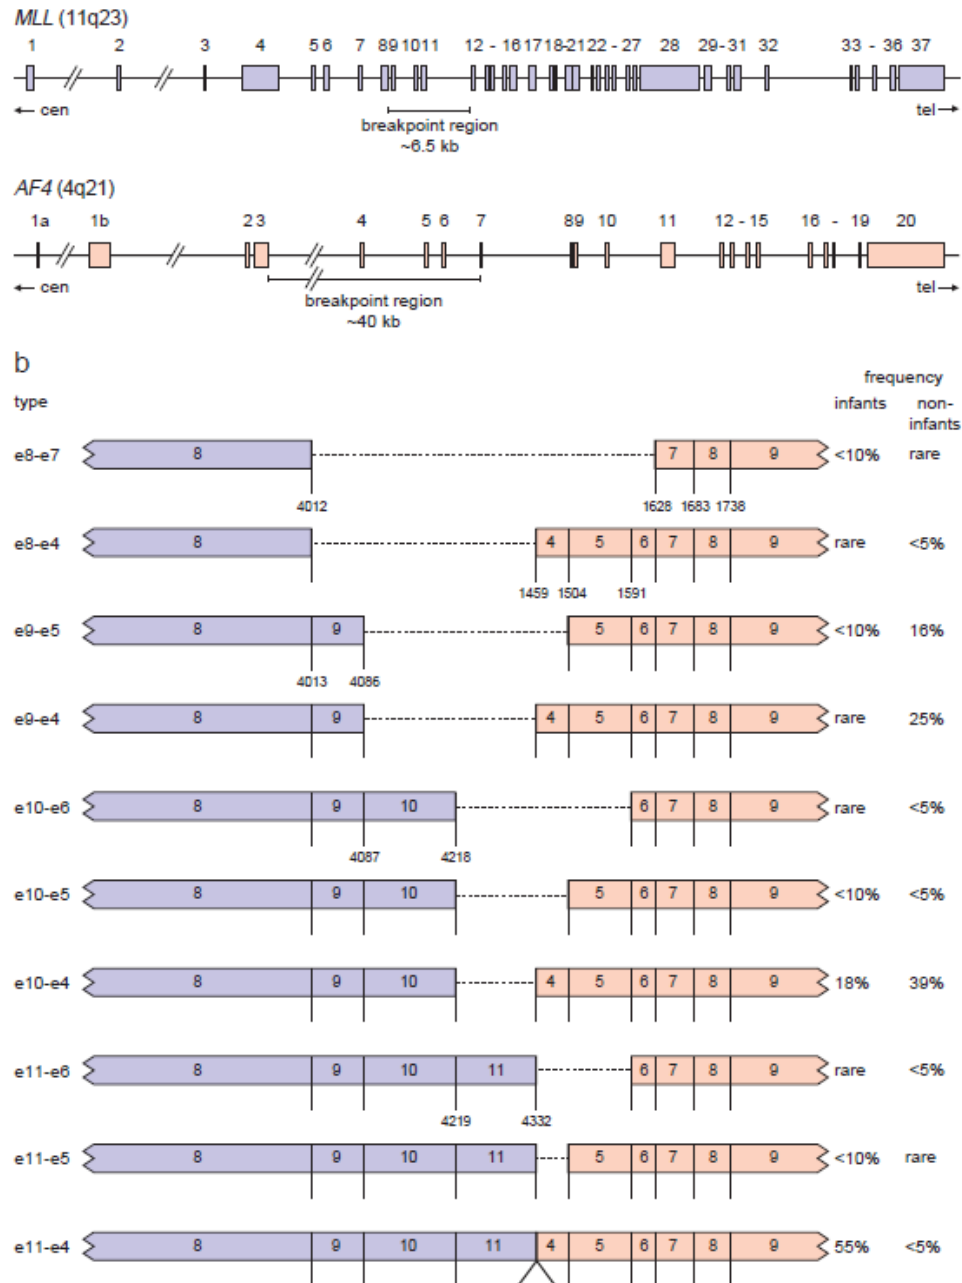 MLL (11q23)
1 2 3 4 5 6 7 89 1011 12 - 16 17 18-21 22 - 27 28 29 - 31 32 33 - 36 37
← cen tel→
breakpoint region
~6.5 kb
AF4 (4q21)
1a 1b 2 3 4 5 6 7 89 10 11 12 - 15 16 - 19 20
← cen tel→
breakpoint region
~40 kb
b
frequency
type infants non-
infants
e8-e7 8 7 8 9 <10% rare
4012 1628 1683 1738
e8-e4 8 4 5 6 7 8 9 rare <5%
1459 1504 1591
e9-e5 8 9 5 6 7 8 9 <10% 16%
4013 4086
e9-e4 8 9 4 5 6 7 8 9 rare 25%
e10-e6 8 9 10 6 7 8 9 rare <5%
4087 4218
e10-e5 8 9 10 5 6 7 8 9 <10% <5%
e10-e4 8 9 10 4 5 6 7 8 9 18% 39%
e11-e6 8 9 10 11 6 7 8 9 rare <5%
4219 4332
e11-e5 8 9 10 11 5 6 7 8 9 <10% rare
e11-e4 8 9 10 11 4 5 6 7 8 9 55% <5%